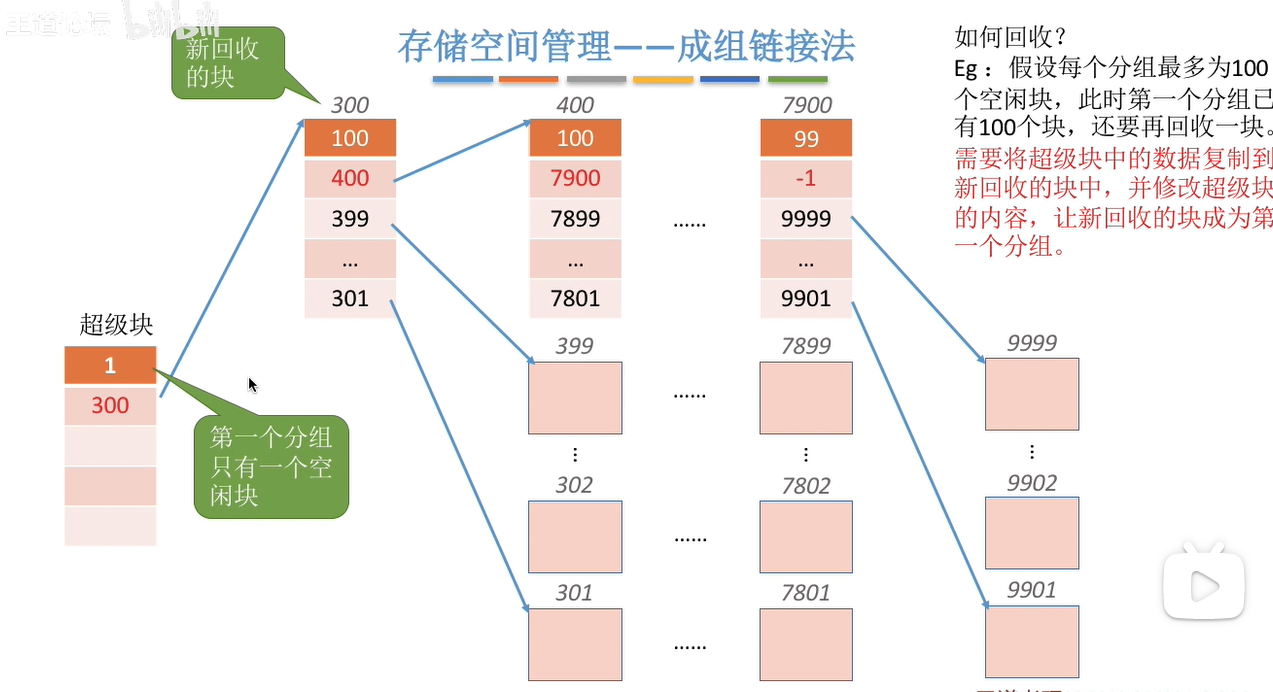 王道论坛 bilibili
存储空间管理——成组链接法
新回收
的块
如何回收？
Eg：假设每个分组最多为100
个空闲块，此时第一个分组已
有100个块，还要再回收一块。
需要将超级块中的数据复制到
新回收的块中，并修改超级块
的内容，让新回收的块成为第
一个分组。
300 400 7900
100 100 99
400 7900 -1
399 7899 …… 9999
... ... ...
301 7801 9901
超级块
1
300
第一个分组
只有一个空
闲块
399 7899 9999
……
⋮ ⋮ ⋮
302 7802 9902
……
301 7801 9901
……